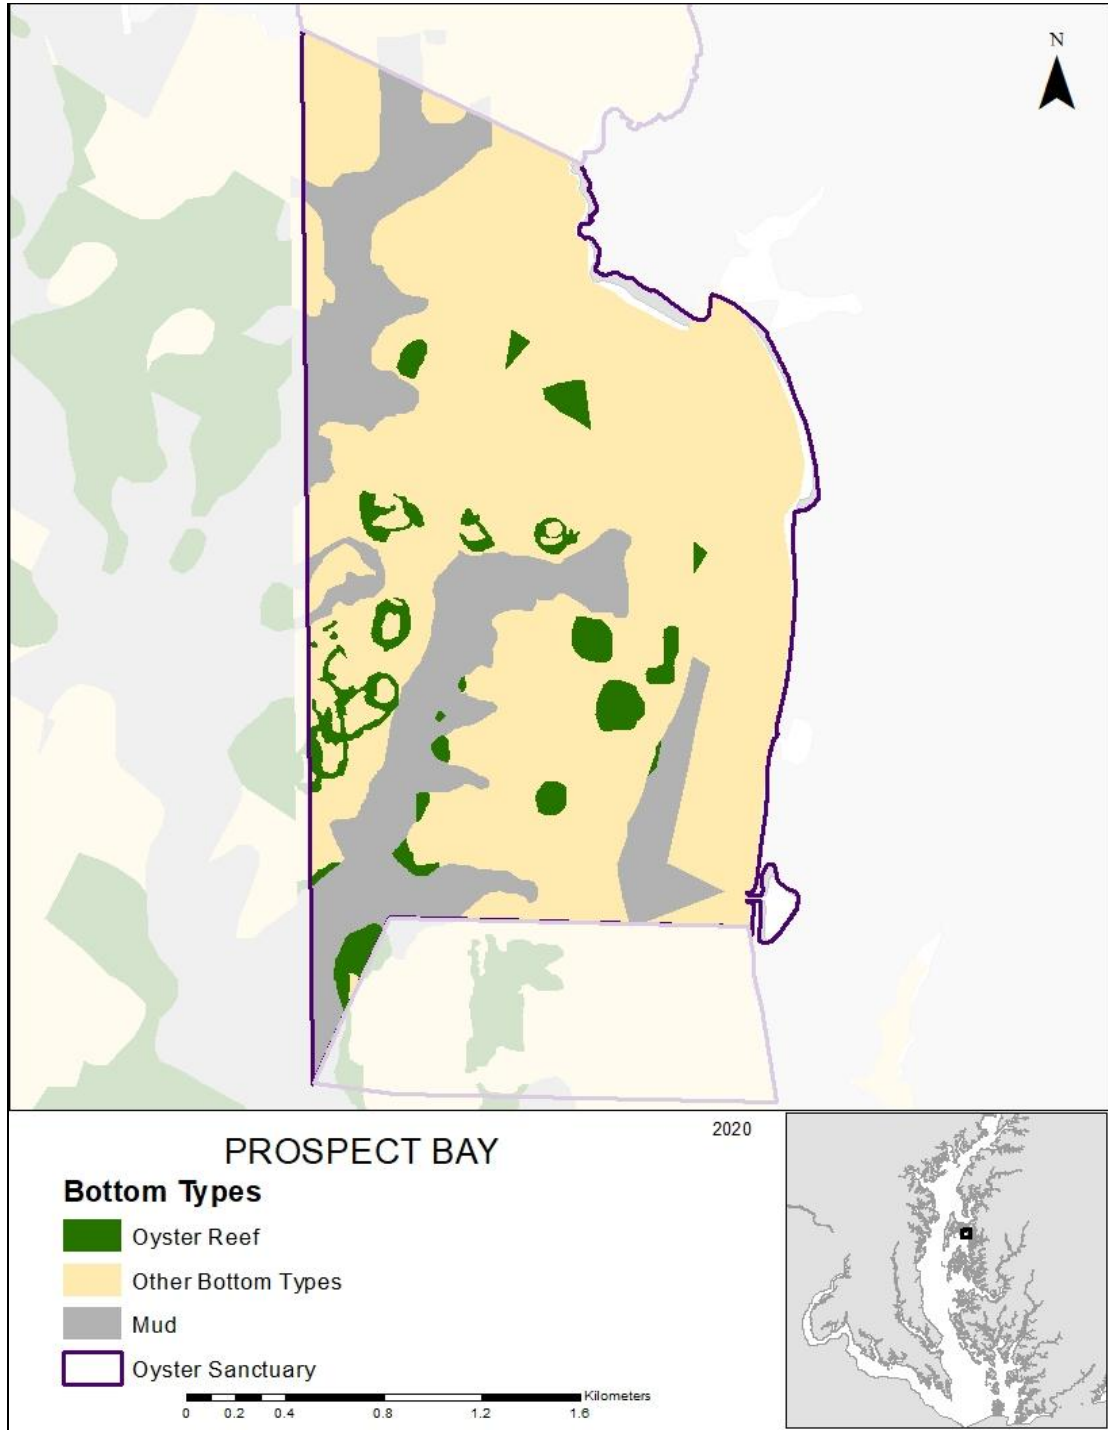 N
2020
PROSPECT BAY
Bottom Types
Oyster Reef
Other Bottom Types
Mud
Oyster Sanctuary
Kilometers
0 0.2 0.4 0.8 1.2 1.6